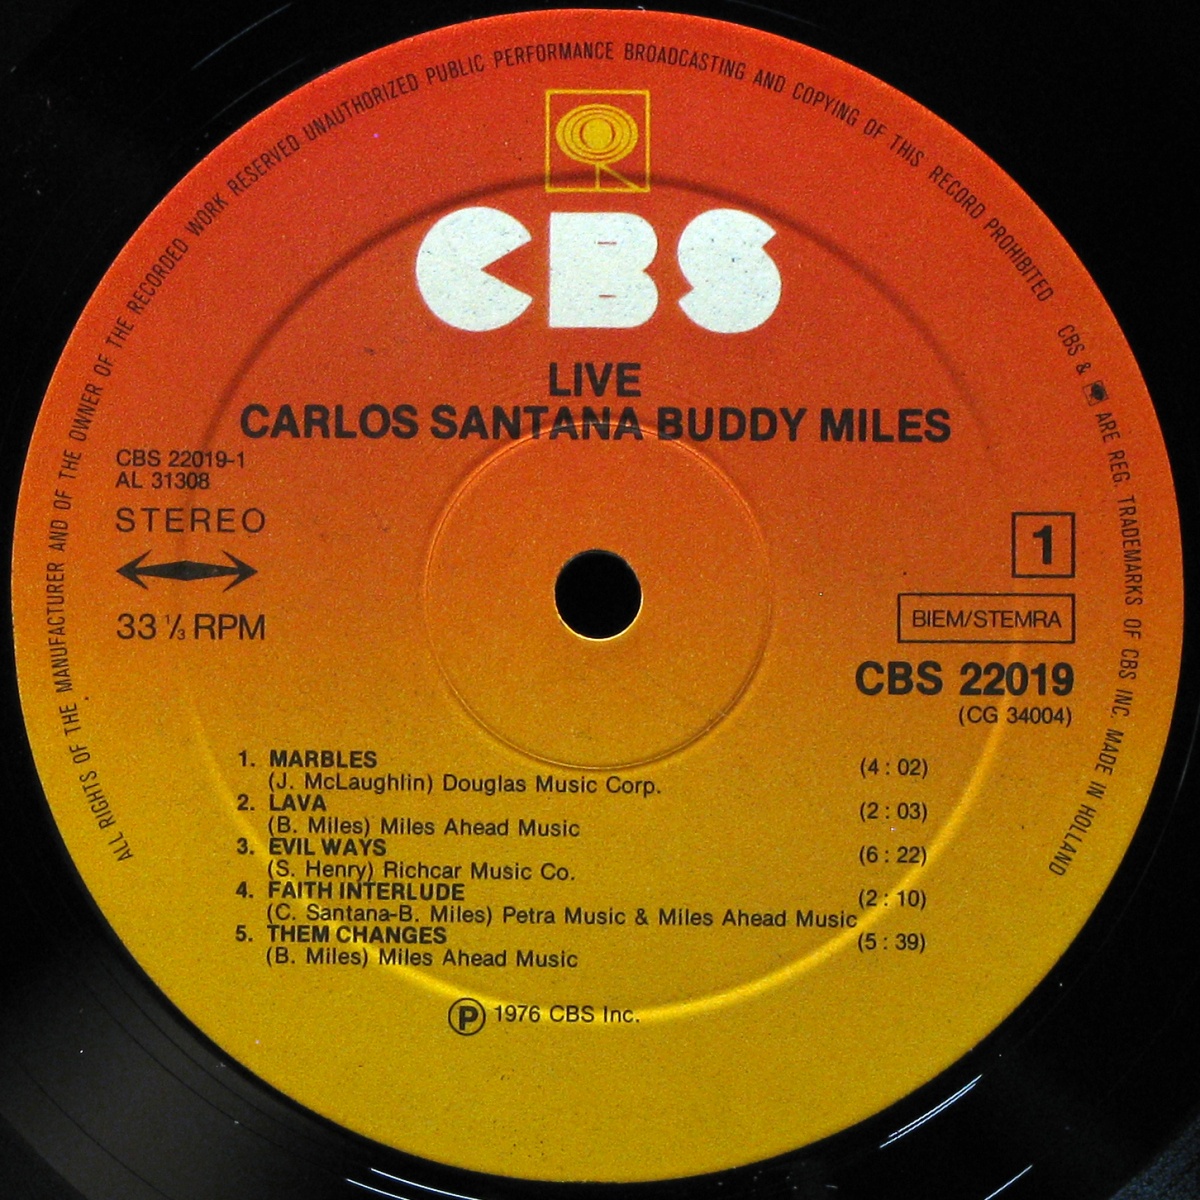 ALL RIGHTS OF THE MANUFACTURER AND OF THE OWNER OF THE RECORDED WORK RESERVED UNAUTHORIZED PUBLIC PERFORMANCE BROADCASTING AND COPYING OF THIS RECORD PROHIBITED CBS & ARE REG. TRADEMARKS OF CBS INC. MADE IN HOLLAND
CBS
LIVE
CARLOS SANTANA BUDDY MILES
CBS 22019-1
AL 31308
STEREO
33 ⅓ RPM
1
BIEM/STEMRA
CBS 22019
(CG 34004)
1. MARBLES (4 : 02)
(J. McLaughlin) Douglas Music Corp.
2. LAVA (2 : 03)
(B. Miles) Miles Ahead Music
3. EVIL WAYS (6 : 22)
(S. Henry) Richcar Music Co.
4. FAITH INTERLUDE (2 : 10)
(C. Santana-B. Miles) Petra Music & Miles Ahead Music
5. THEM CHANGES (5 : 39)
(B. Miles) Miles Ahead Music
℗ 1976 CBS Inc.